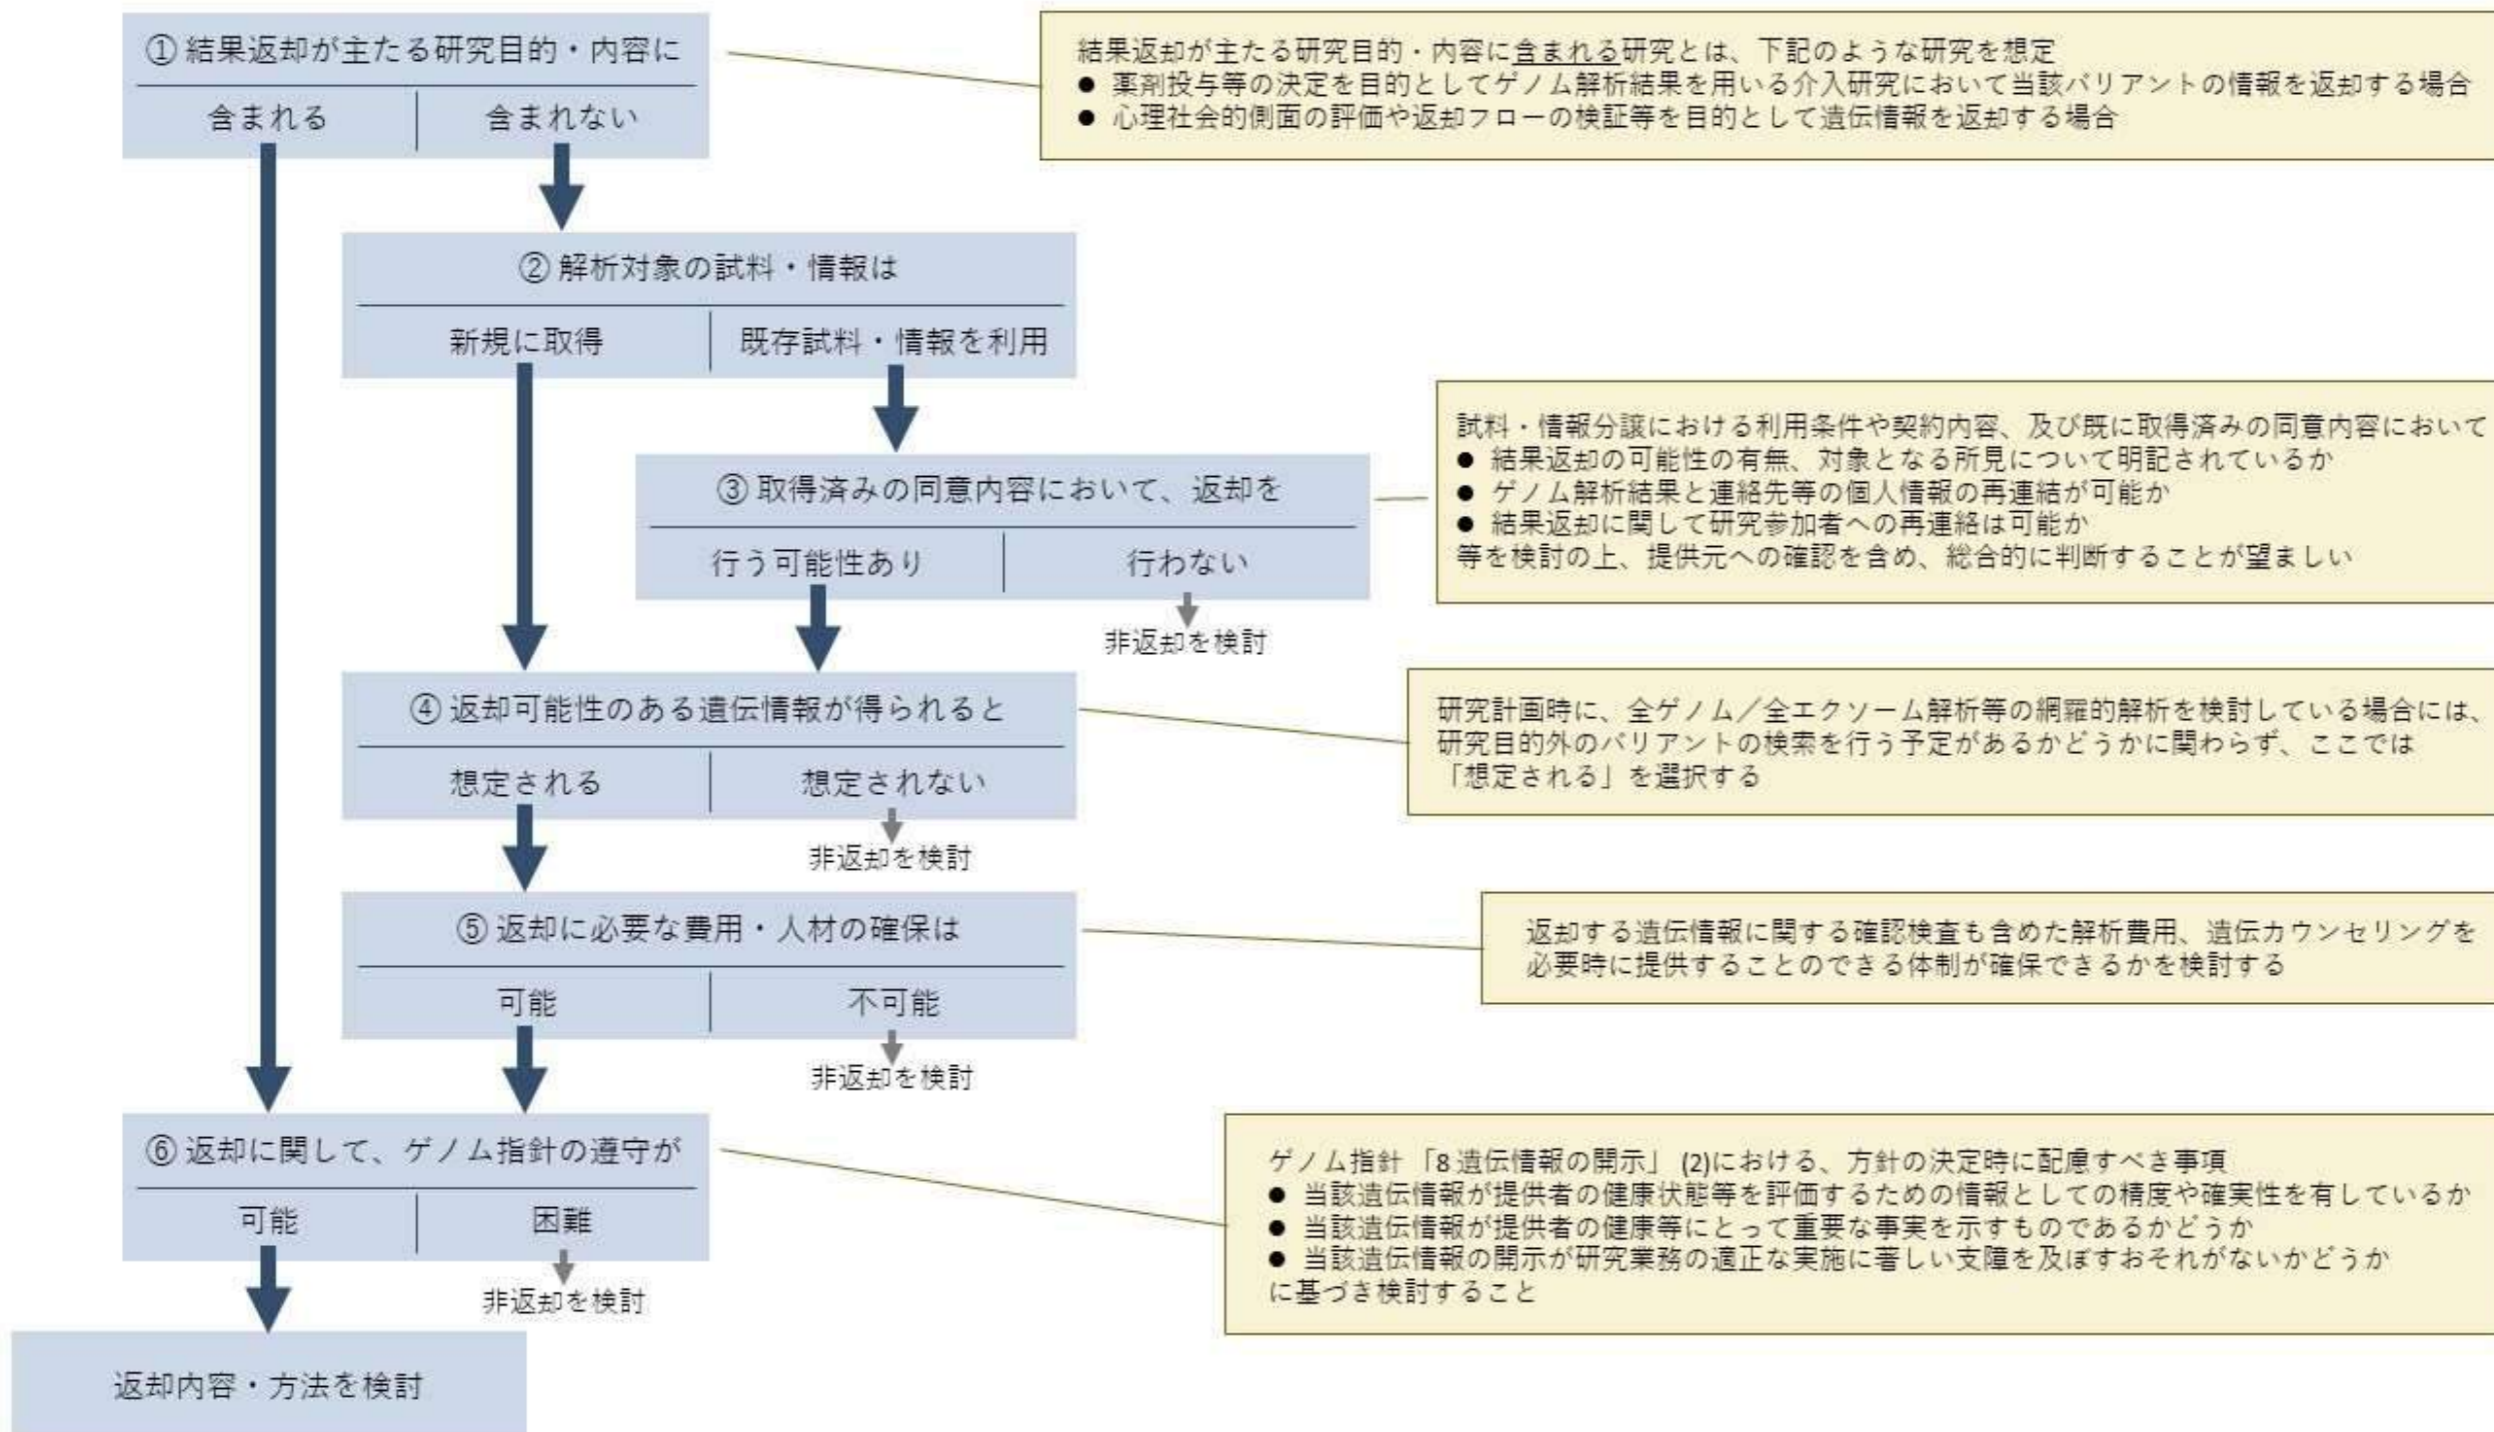 ① 結果返却が主たる研究目的・内容に
含まれる
含まれない
結果返却が主たる研究目的・内容に含まれる研究とは、下記のような研究を想定
● 薬剤投与等の決定を目的としてゲノム解析結果を用いる介入研究において当該バリアントの情報を返却する場合
● 心理社会的側面の評価や返却フローの検証等を目的として遺伝情報を返却する場合
② 解析対象の試料・情報は
新規に取得
既存試料・情報を利用
③ 取得済みの同意内容において、返却を
行う可能性あり
行わない
非返却を検討
試料・情報分譲における利用条件や契約内容、及び既に取得済みの同意内容において
● 結果返却の可能性の有無、対象となる所見について明記されているか
● ゲノム解析結果と連絡先等の個人情報の再連結が可能か
● 結果返却に関して研究参加者への再連絡は可能か
等を検討の上、提供元への確認を含め、総合的に判断することが望ましい
④ 返却可能性のある遺伝情報が得られると
想定される
想定されない
非返却を検討
研究計画時に、全ゲノム／全エクソーム解析等の網羅的解析を検討している場合には、
研究目的外のバリアントの検索を行う予定があるかどうかに関わらず、ここでは
「想定される」を選択する
⑤ 返却に必要な費用・人材の確保は
可能
不可能
非返却を検討
返却する遺伝情報に関する確認検査も含めた解析費用、遺伝カウンセリングを
必要時に提供することのできる体制が確保できるかを検討する
⑥ 返却に関して、ゲノム指針の遵守が
可能
困難
非返却を検討
ゲノム指針 「8 遺伝情報の開示」 (2)における、方針の決定時に配慮すべき事項
● 当該遺伝情報が提供者の健康状態等を評価するための情報としての精度や確実性を有しているか
● 当該遺伝情報が提供者の健康等にとって重要な事実を示すものであるかどうか
● 当該遺伝情報の開示が研究業務の適正な実施に著しい支障を及ぼすおそれがないかどうか
に基づき検討すること
返却内容・方法を検討